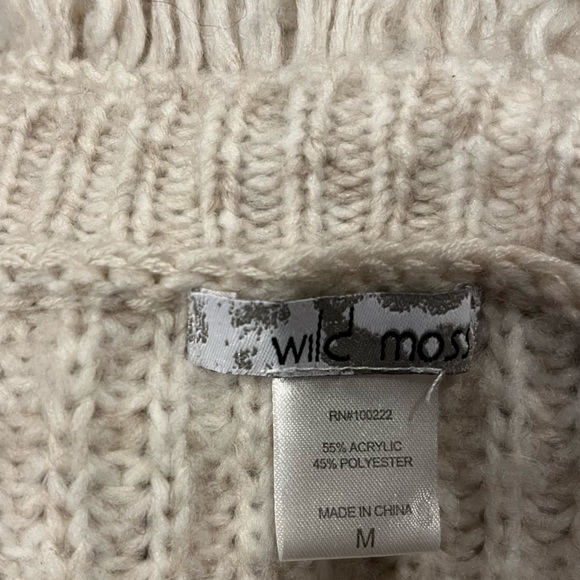 wild moss
RN#100222
55% ACRYLIC
45% POLYESTER
MADE IN CHINA
M